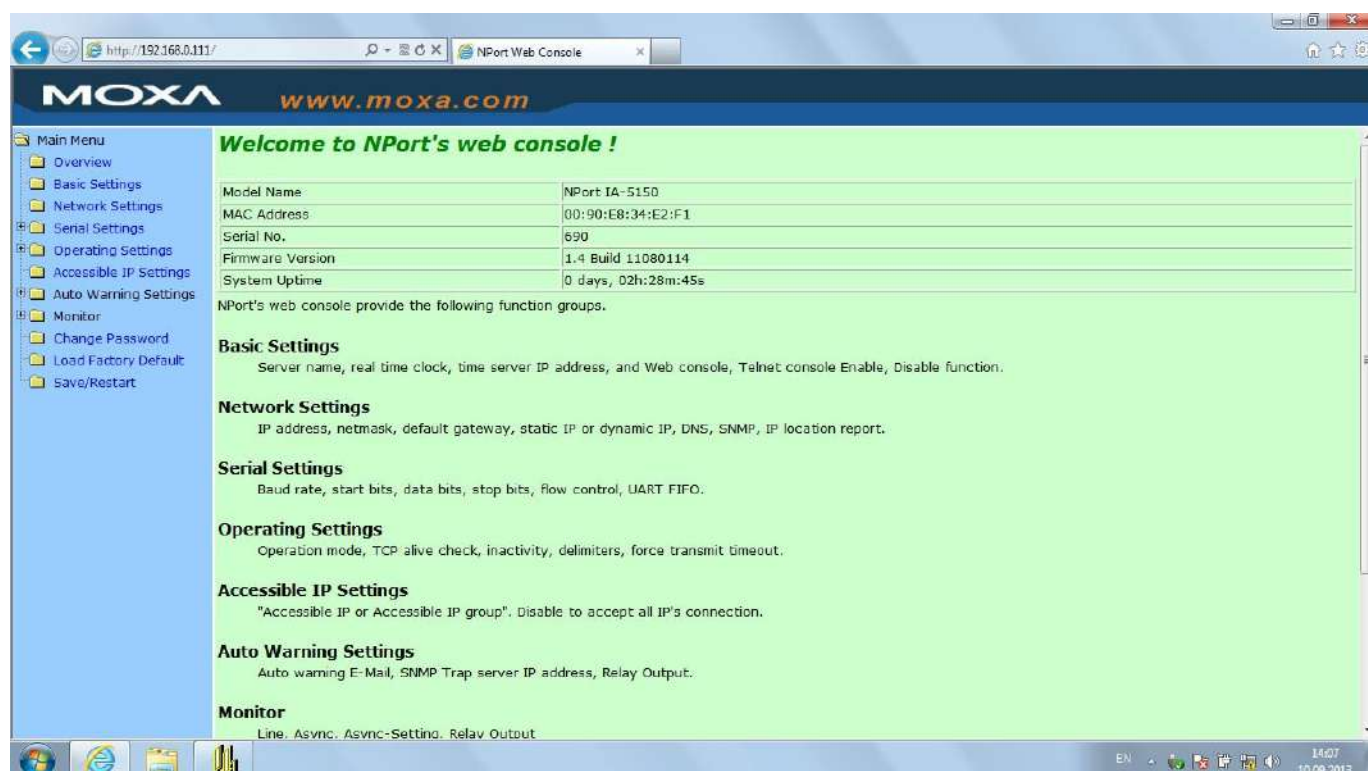 http://192.168.0.111/
NPort Web Console
MOXA www.moxa.com
Main Menu
Overview
Basic Settings
Network Settings
Serial Settings
Operating Settings
Accessible IP Settings
Auto Warning Settings
Monitor
Change Password
Load Factory Default
Save/Restart
Welcome to NPort's web console !
Model Name NPort IA-5150
MAC Address 00:90:E8:34:E2:F1
Serial No. 690
Firmware Version 1.4 Build 11080114
System Uptime 0 days, 02h:28m:45s
NPort's web console provide the following function groups.
Basic Settings
Server name, real time clock, time server IP address, and Web console, Telnet console Enable, Disable function.
Network Settings
IP address, netmask, default gateway, static IP or dynamic IP, DNS, SNMP, IP location report.
Serial Settings
Baud rate, start bits, data bits, stop bits, flow control, UART FIFO.
Operating Settings
Operation mode, TCP alive check, inactivity, delimiters, force transmit timeout.
Accessible IP Settings
"Accessible IP or Accessible IP group". Disable to accept all IP's connection.
Auto Warning Settings
Auto warning E-Mail, SNMP Trap server IP address, Relay Output.
Monitor
Line, Async, Async-Setting, Relay Output
EN
14:07
10.09.2013